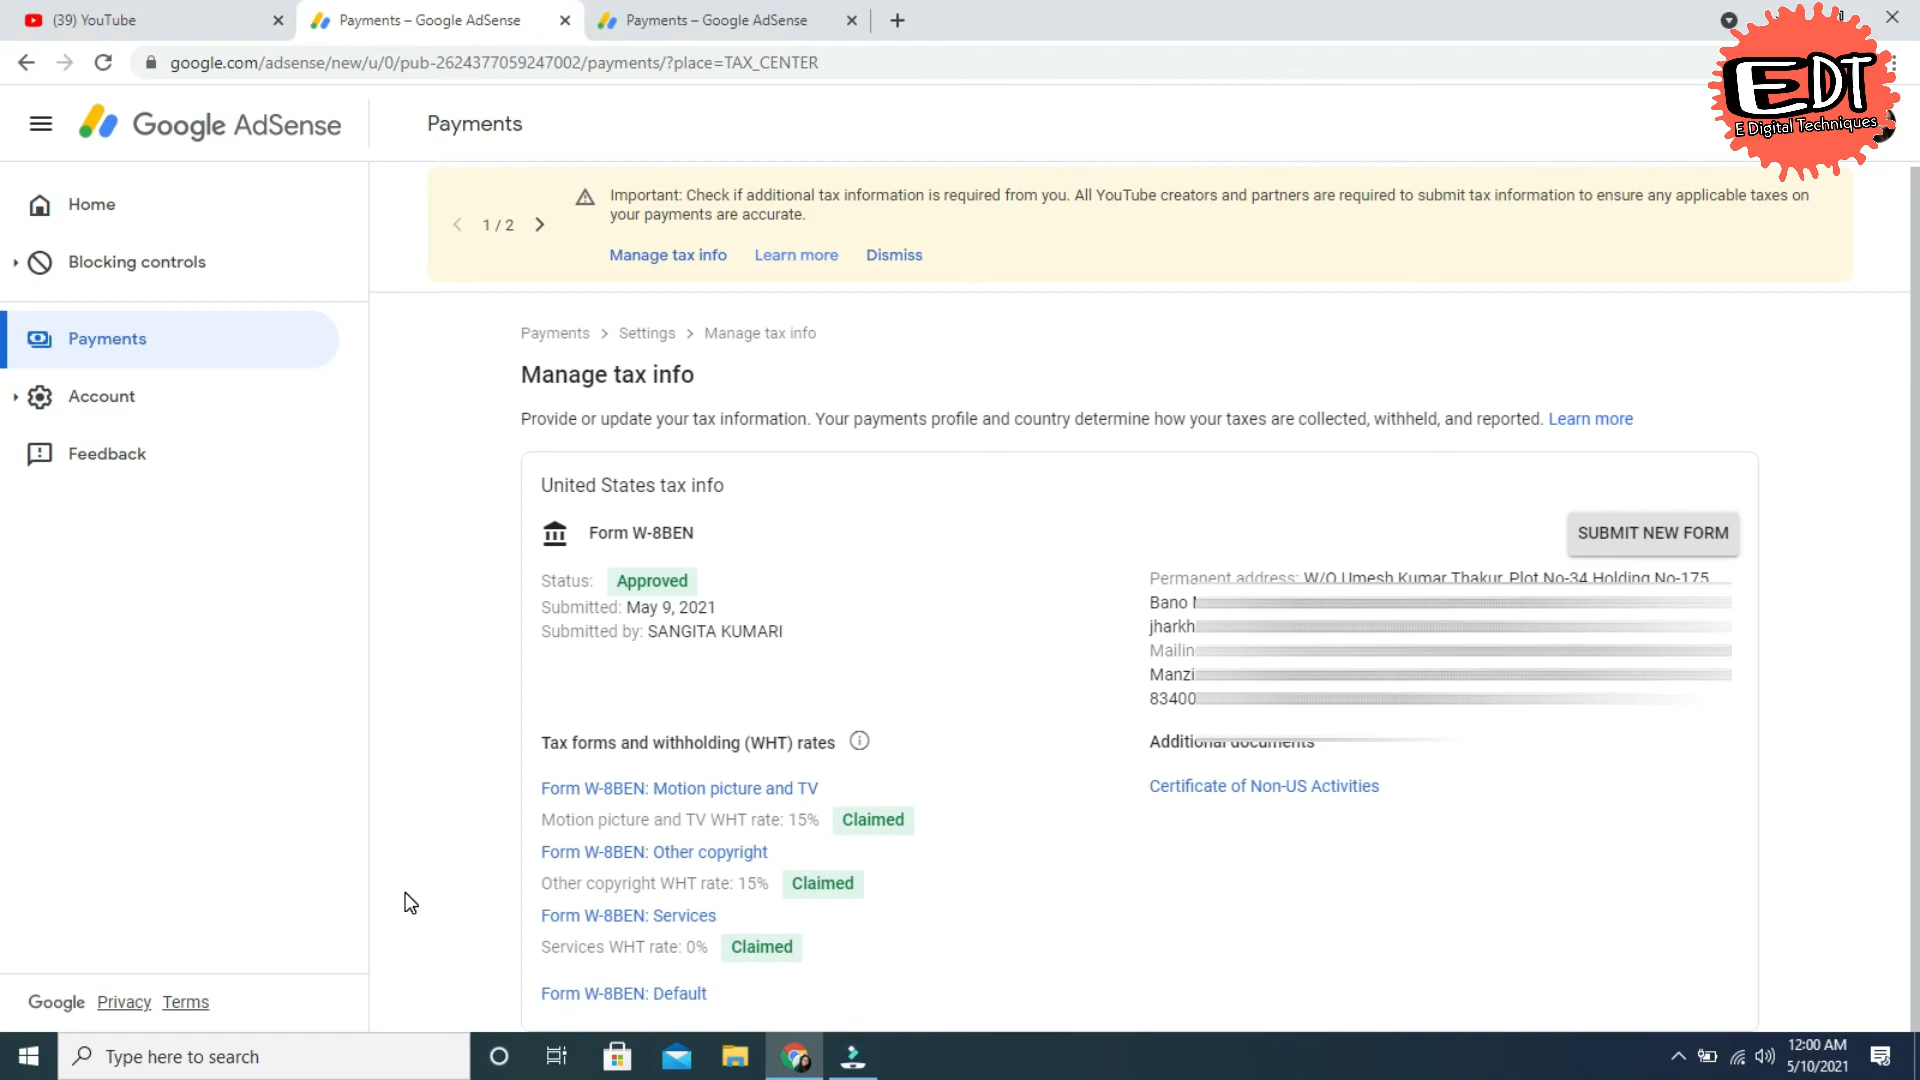 (39) YouTube
Payments – Google AdSense
Payments – Google AdSense
google.com/adsense/new/u/0/pub-2624377059247002/payments/?place=TAX_CENTER
EDT
E Digital Techniques
Google AdSense
Payments
Home
Blocking controls
Payments
Account
Feedback
1 / 2
Important: Check if additional tax information is required from you. All YouTube creators and partners are required to submit tax information to ensure any applicable taxes on
your payments are accurate.
Manage tax info Learn more Dismiss
Payments > Settings > Manage tax info
Manage tax info
Provide or update your tax information. Your payments profile and country determine how your taxes are collected, withheld, and reported. Learn more
United States tax info
Form W-8BEN
SUBMIT NEW FORM
Status: Approved
Submitted: May 9, 2021
Submitted by: SANGITA KUMARI
Permanent address: W/O Umesh Kumar Thakur, Plot No-34 Holding No-175
Bano
jharkh
Mailin
Manzi
83400
Tax forms and withholding (WHT) rates
Form W-8BEN: Motion picture and TV
Motion picture and TV WHT rate: 15% Claimed
Form W-8BEN: Other copyright
Other copyright WHT rate: 15% Claimed
Form W-8BEN: Services
Services WHT rate: 0% Claimed
Form W-8BEN: Default
Additional documents
Certificate of Non-US Activities
Google Privacy Terms
Type here to search
12:00 AM
5/10/2021